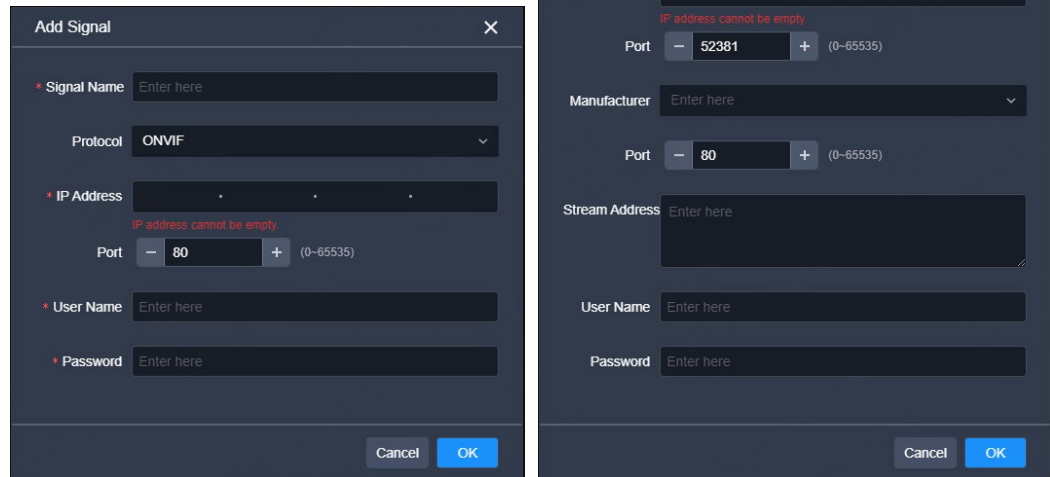 Add Signal
* Signal Name Enter here
Protocol ONVIF
* IP Address . . .
IP address cannot be empty.
Port − 80 + (0~65535)
* User Name Enter here
* Password Enter here
Cancel OK
IP address cannot be empty.
Port − 52381 + (0~65535)
Manufacturer Enter here
Port − 80 + (0~65535)
Stream Address Enter here
User Name Enter here
Password Enter here
Cancel OK